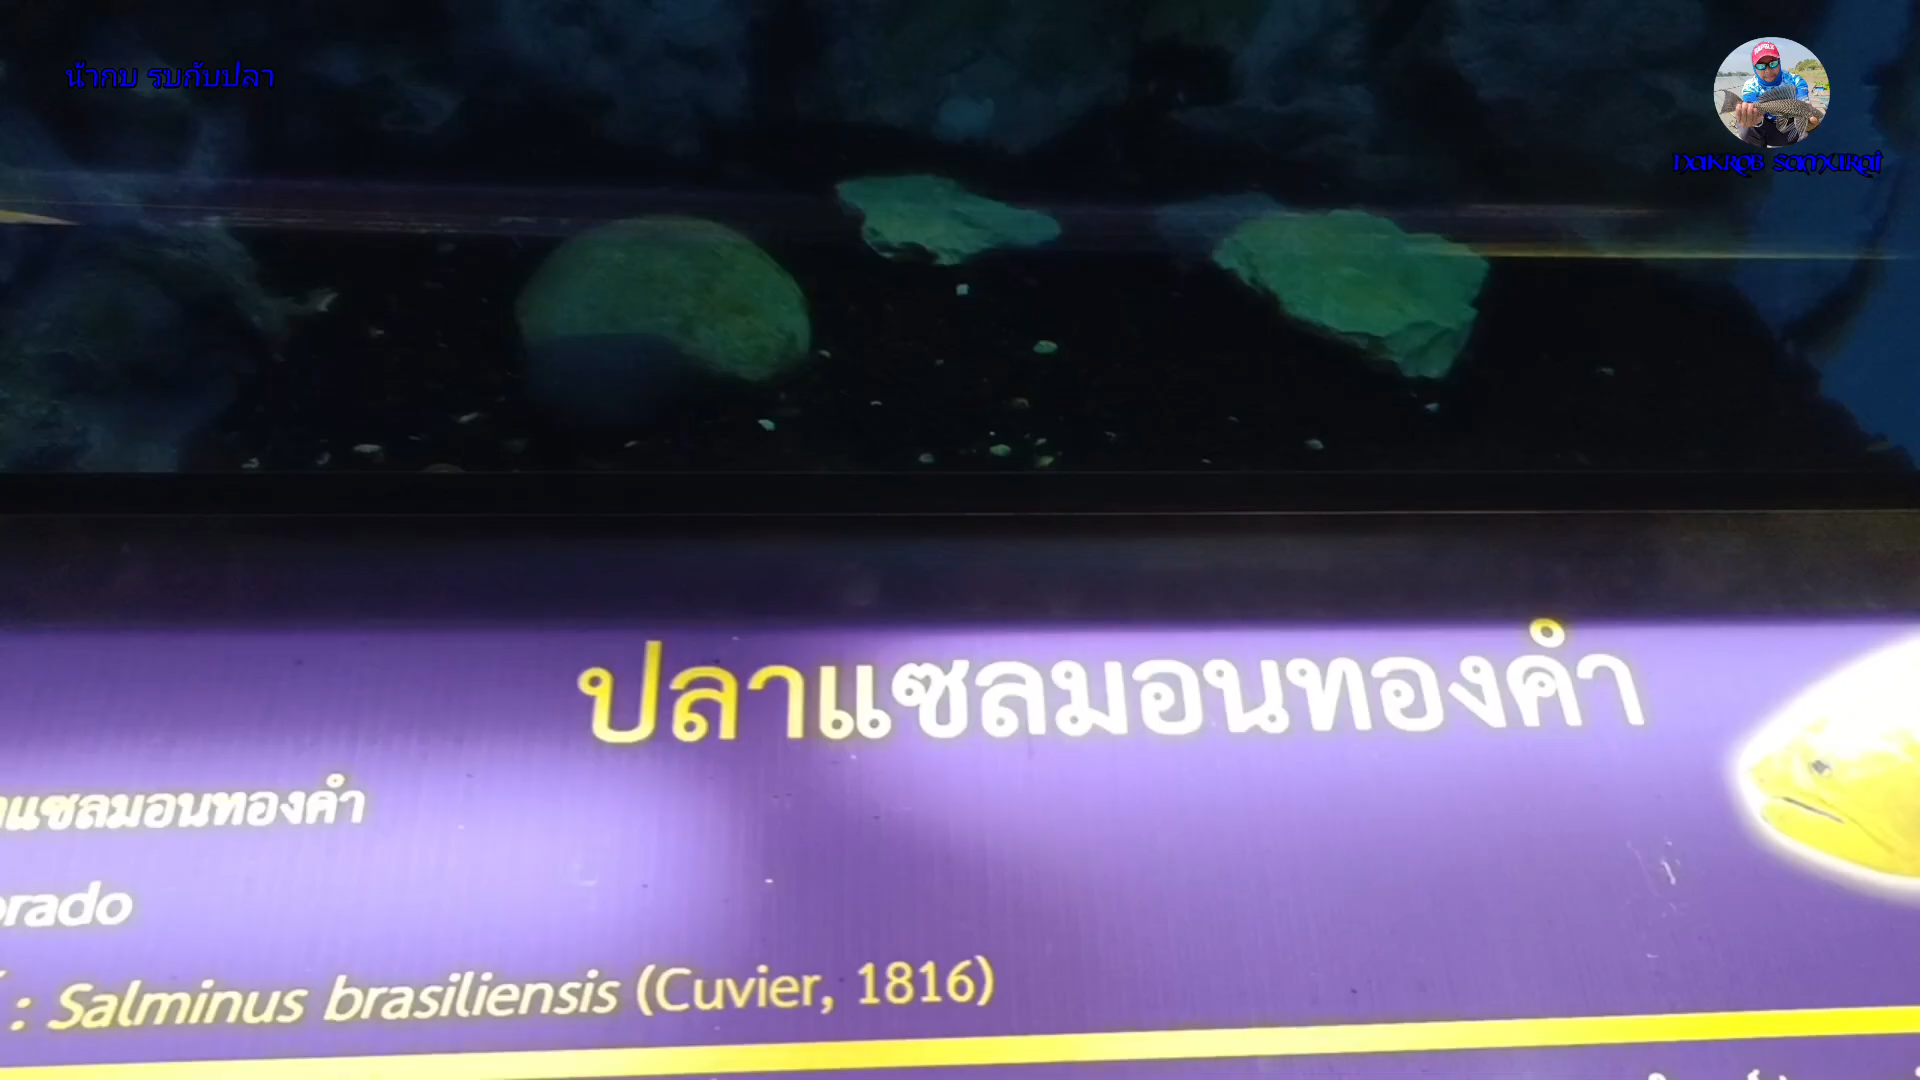 น้ากบ รบกับปลา
NAKROB SAMURAI
ปลาแซลมอนทองคำ
แซลมอนทองคำ
orado
: Salminus brasiliensis (Cuvier, 1816)